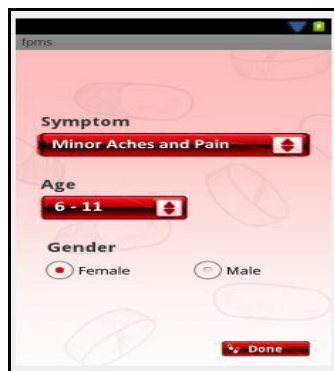 fpms
Symptom
Minor Aches and Pain
Age
6 - 11
Gender
Female Male
Done